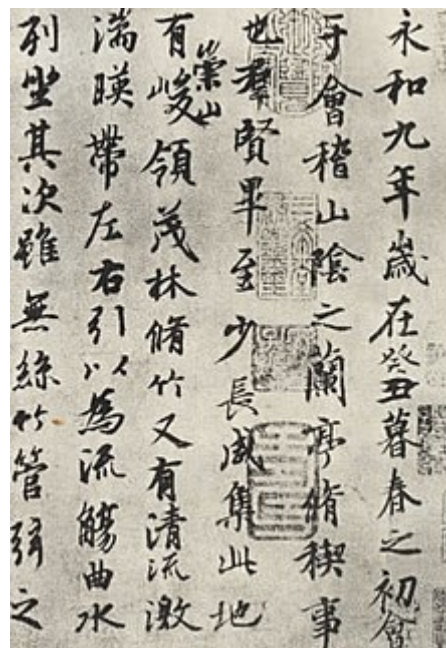 永和九年歲在癸丑暮春之初會
于會稽山陰之蘭亭脩稧事
也群賢畢至少長咸集此地
有崇山峻領茂林脩竹又有清流激
湍暎帶左右引以為流觴曲水
列坐其次雖無絲竹管弦之